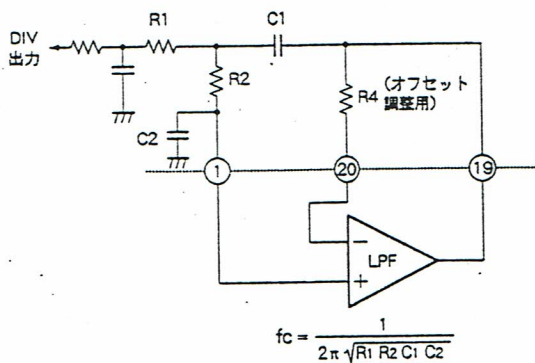 DIV
出力
R1
C1
R2
C2
R4
(オフセット
調整用)
1
20
19
LPF
−
+
fc = 1 / 2π √R1 R2 C1 C2